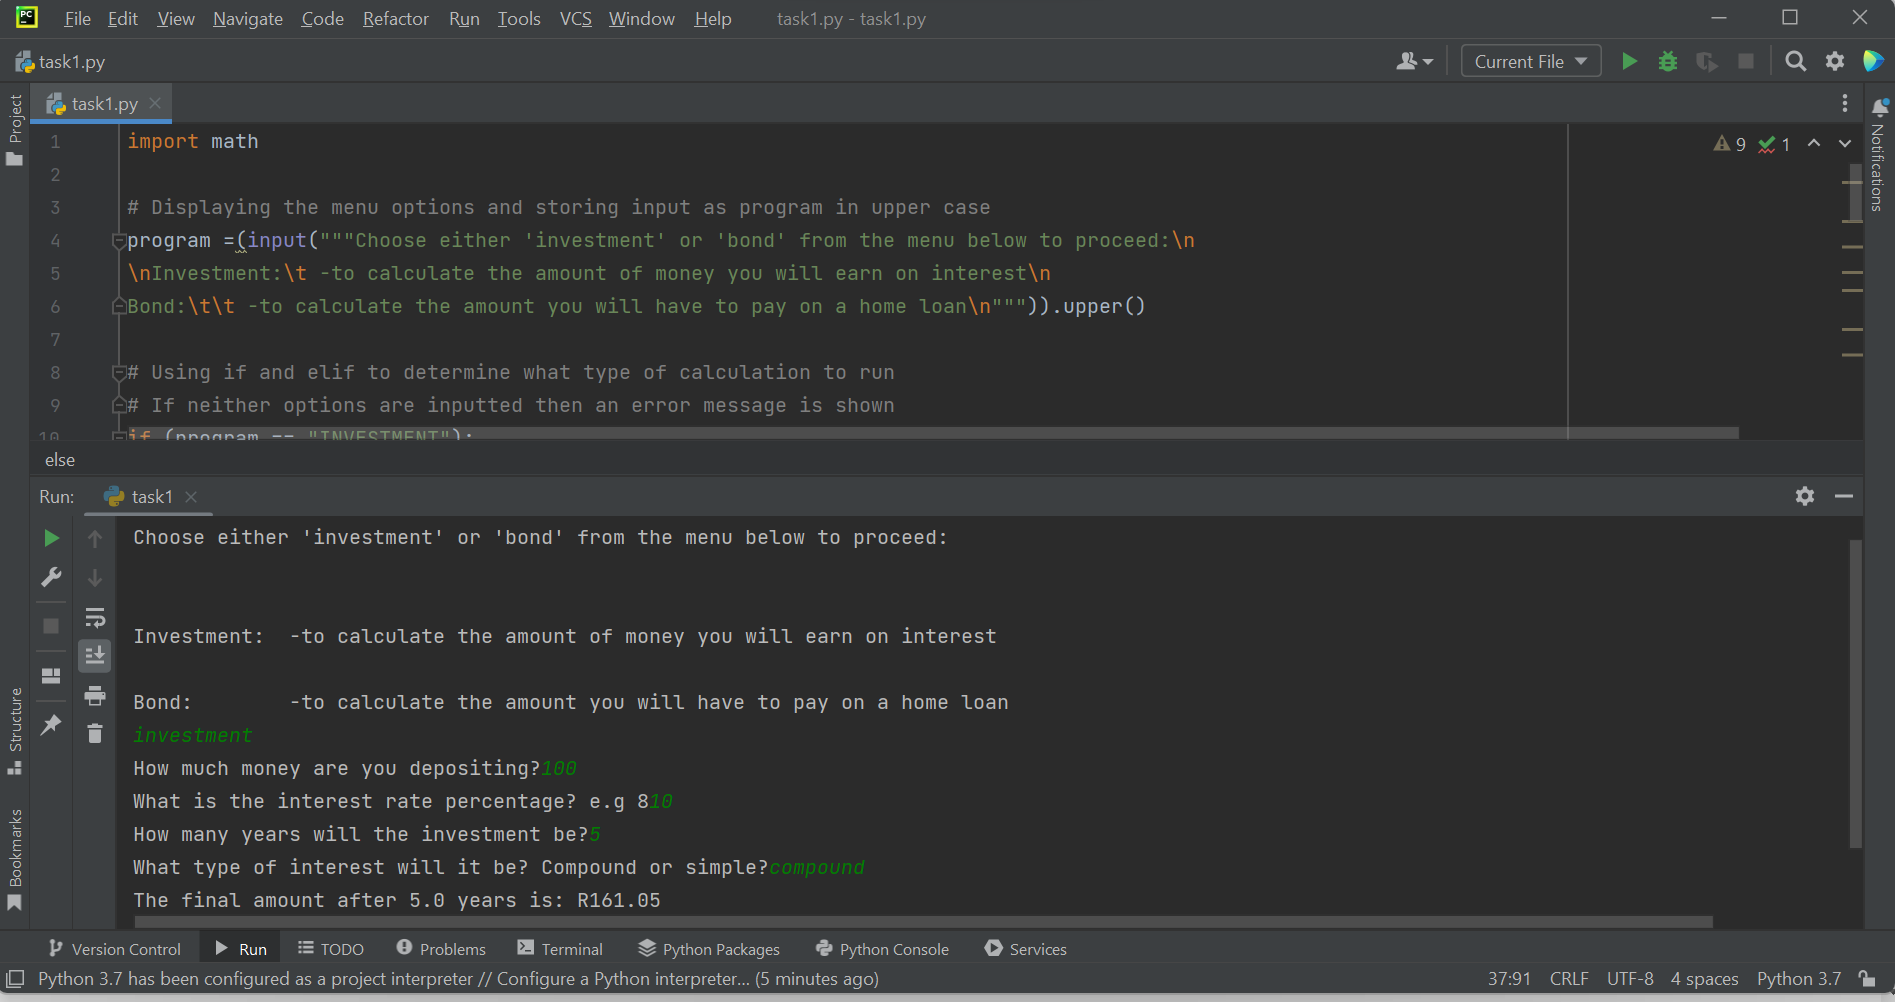 PC
File Edit View Navigate Code Refactor Run Tools VCS Window Help task1.py - task1.py
task1.py
Current File
Project
task1.py
Notifications
9 1
1 import math
2
3 # Displaying the menu options and storing input as program in upper case
4 program =(input("""Choose either 'investment' or 'bond' from the menu below to proceed:\n
5 \nInvestment:\t -to calculate the amount of money you will earn on interest\n
6 Bond:\t\t -to calculate the amount you will have to pay on a home loan\n""")).upper()
7
8 # Using if and elif to determine what type of calculation to run
9 # If neither options are inputted then an error message is shown
10 if (program == "INVESTMENT"):
else
Run: task1
Choose either 'investment' or 'bond' from the menu below to proceed:
Investment: -to calculate the amount of money you will earn on interest
Bond: -to calculate the amount you will have to pay on a home loan
investment
How much money are you depositing?100
What is the interest rate percentage? e.g 810
How many years will the investment be?5
What type of interest will it be? Compound or simple?compound
The final amount after 5.0 years is: R161.05
Structure
Bookmarks
Version Control Run TODO Problems Terminal Python Packages Python Console Services
Python 3.7 has been configured as a project interpreter // Configure a Python interpreter... (5 minutes ago) 37:91 CRLF UTF-8 4 spaces Python 3.7